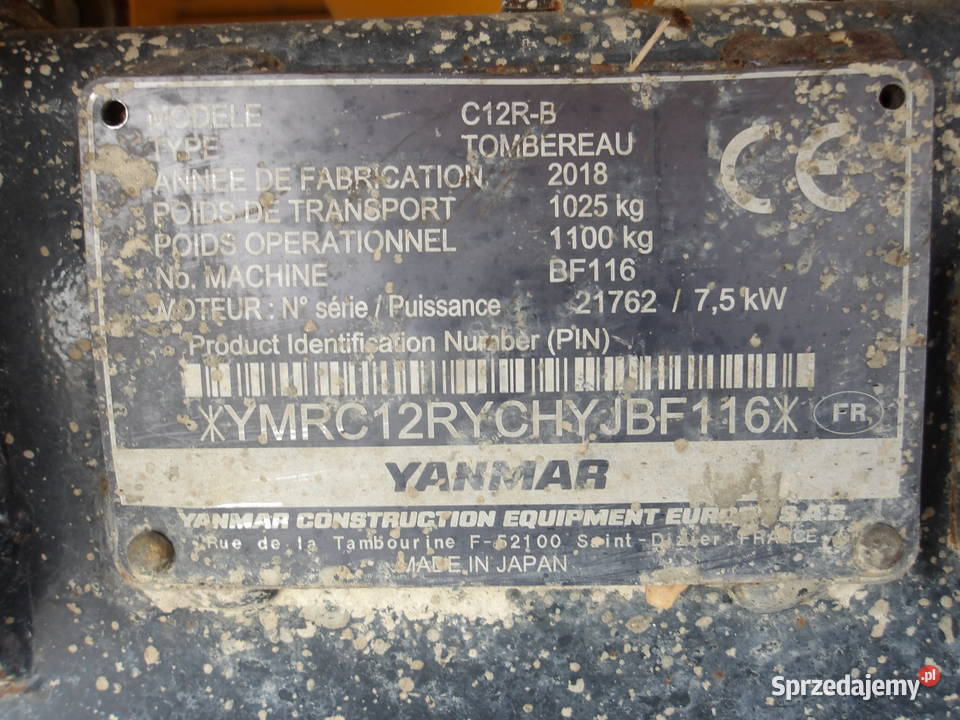 MODELE C12R-B
TYPE TOMBEREAU
ANNEE DE FABRICATION 2018
POIDS DE TRANSPORT 1025 kg
POIDS OPERATIONNEL 1100 kg
No. MACHINE BF116
MOTEUR : N° série / Puissance 21762 / 7,5 kW
CE
Product Identification Number (PIN)
*YMRC12RYCHYJBF116*
FR
YANMAR
YANMAR CONSTRUCTION EQUIPMENT EUROPE S.A.S.
Rue de la Tambourine F-52100 Saint-Dizier FRANCE
MADE IN JAPAN
Sprzedajemy.pl